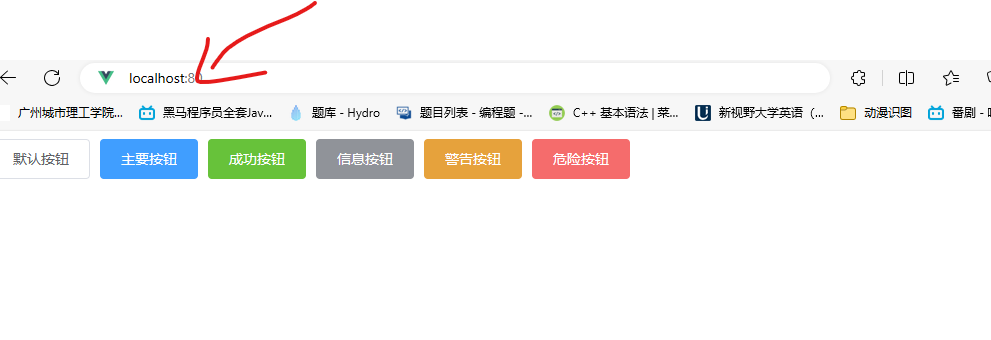 localhost:80
广州城市理工学院... 黑马程序员全套Jav... 题库 - Hydro 题目列表 - 编程题 -... C++ 基本语法 | 菜... 新视野大学英语（... 动漫识图 番剧 -
默认按钮 主要按钮 成功按钮 信息按钮 警告按钮 危险按钮